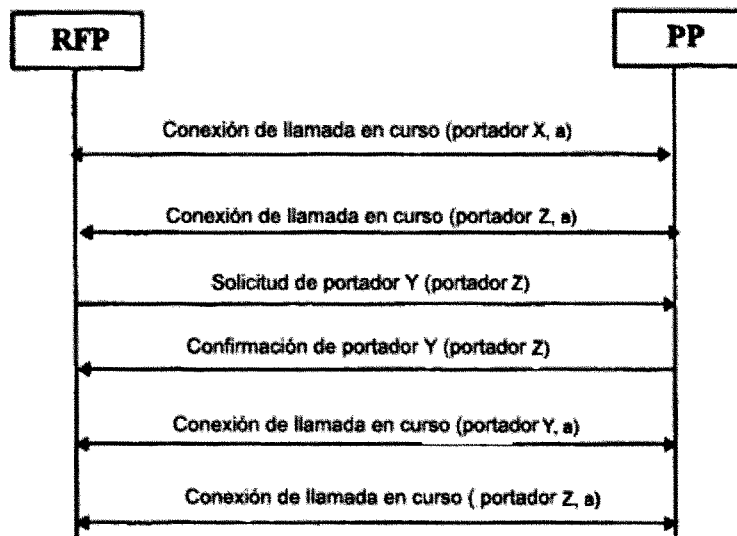 RFP
PP
Conexión de llamada en curso (portador X, a)
Conexión de llamada en curso (portador Z, a)
Solicitud de portador Y (portador Z)
Confirmación de portador Y (portador Z)
Conexión de llamada en curso (portador Y, a)
Conexión de llamada en curso ( portador Z, a)